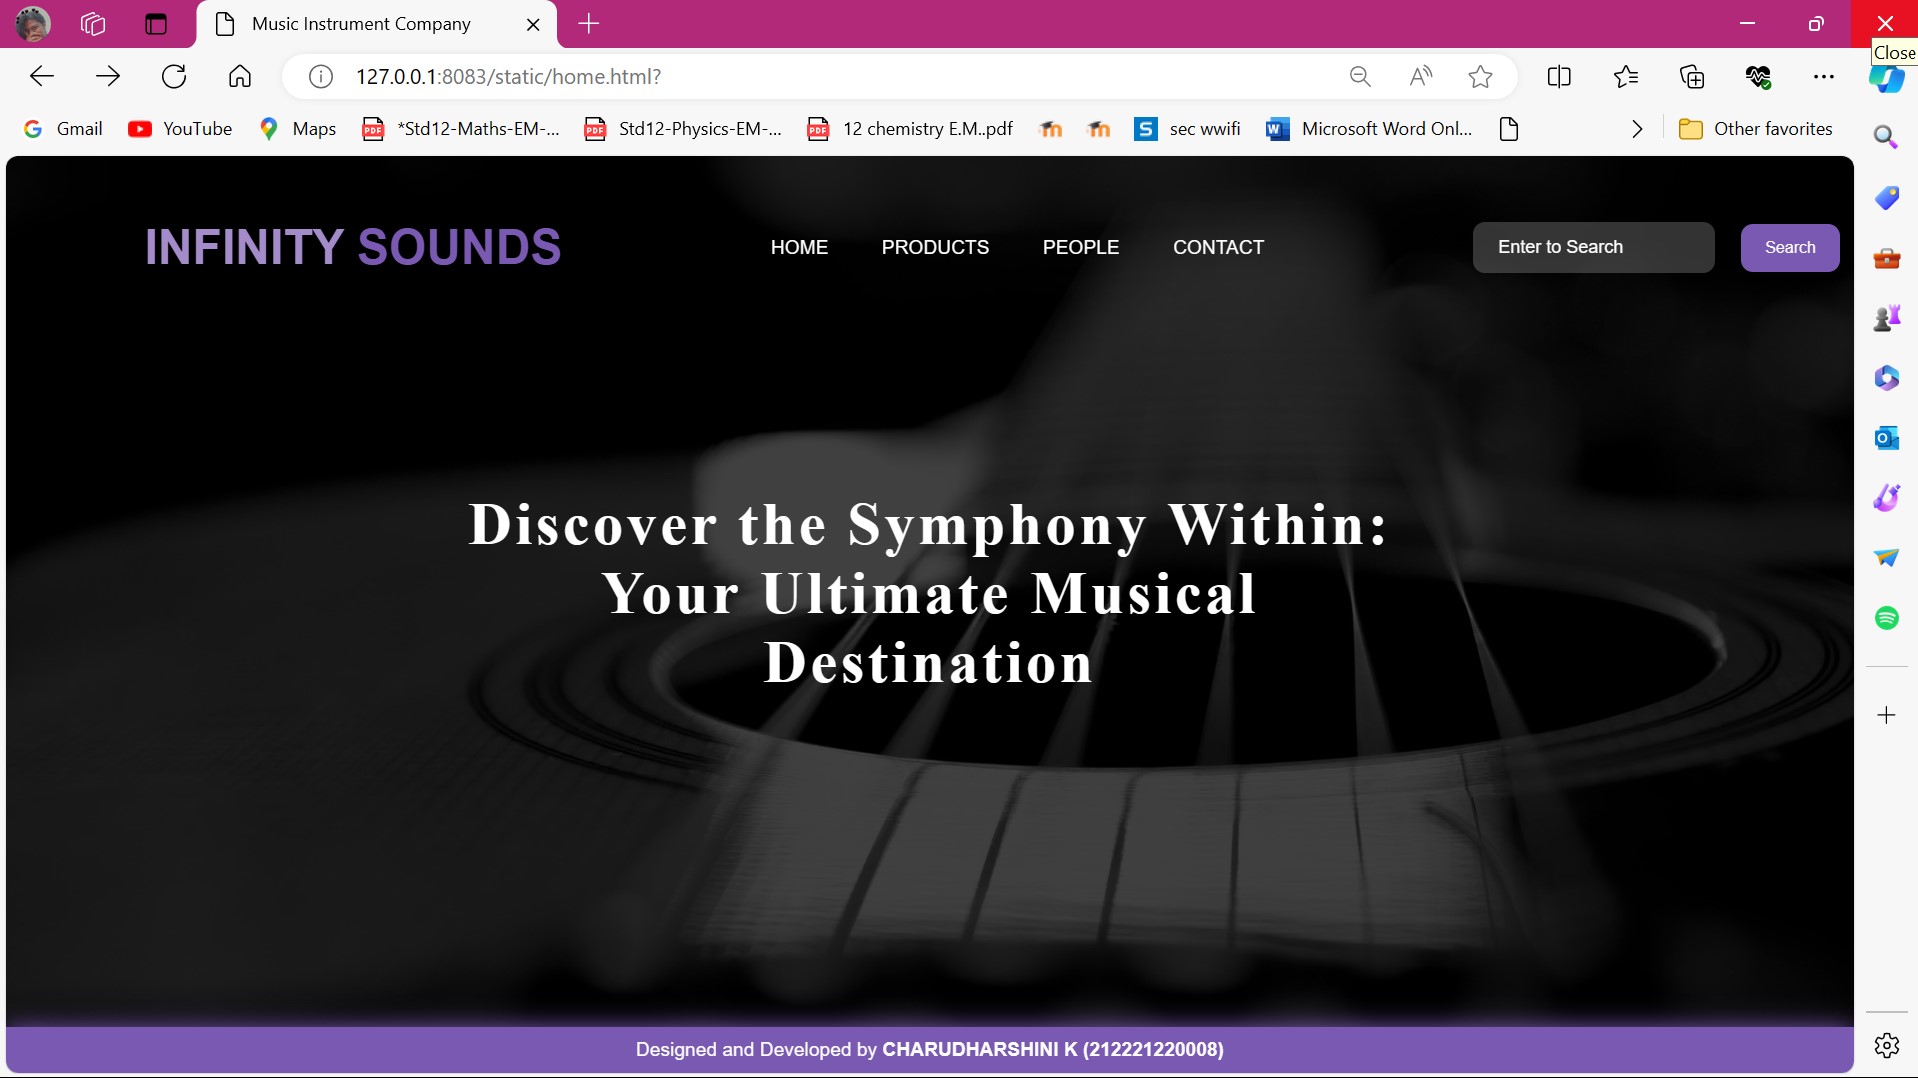 Music Instrument Company
Close
127.0.0.1:8083/static/home.html?
Gmail YouTube Maps *Std12-Maths-EM-... Std12-Physics-EM-... 12 chemistry E.M..pdf sec wwifi Microsoft Word Onl... Other favorites
INFINITY SOUNDS HOME PRODUCTS PEOPLE CONTACT Enter to Search Search
Discover the Symphony Within:
Your Ultimate Musical
Destination
Designed and Developed by CHARUDHARSHINI K (212221220008)